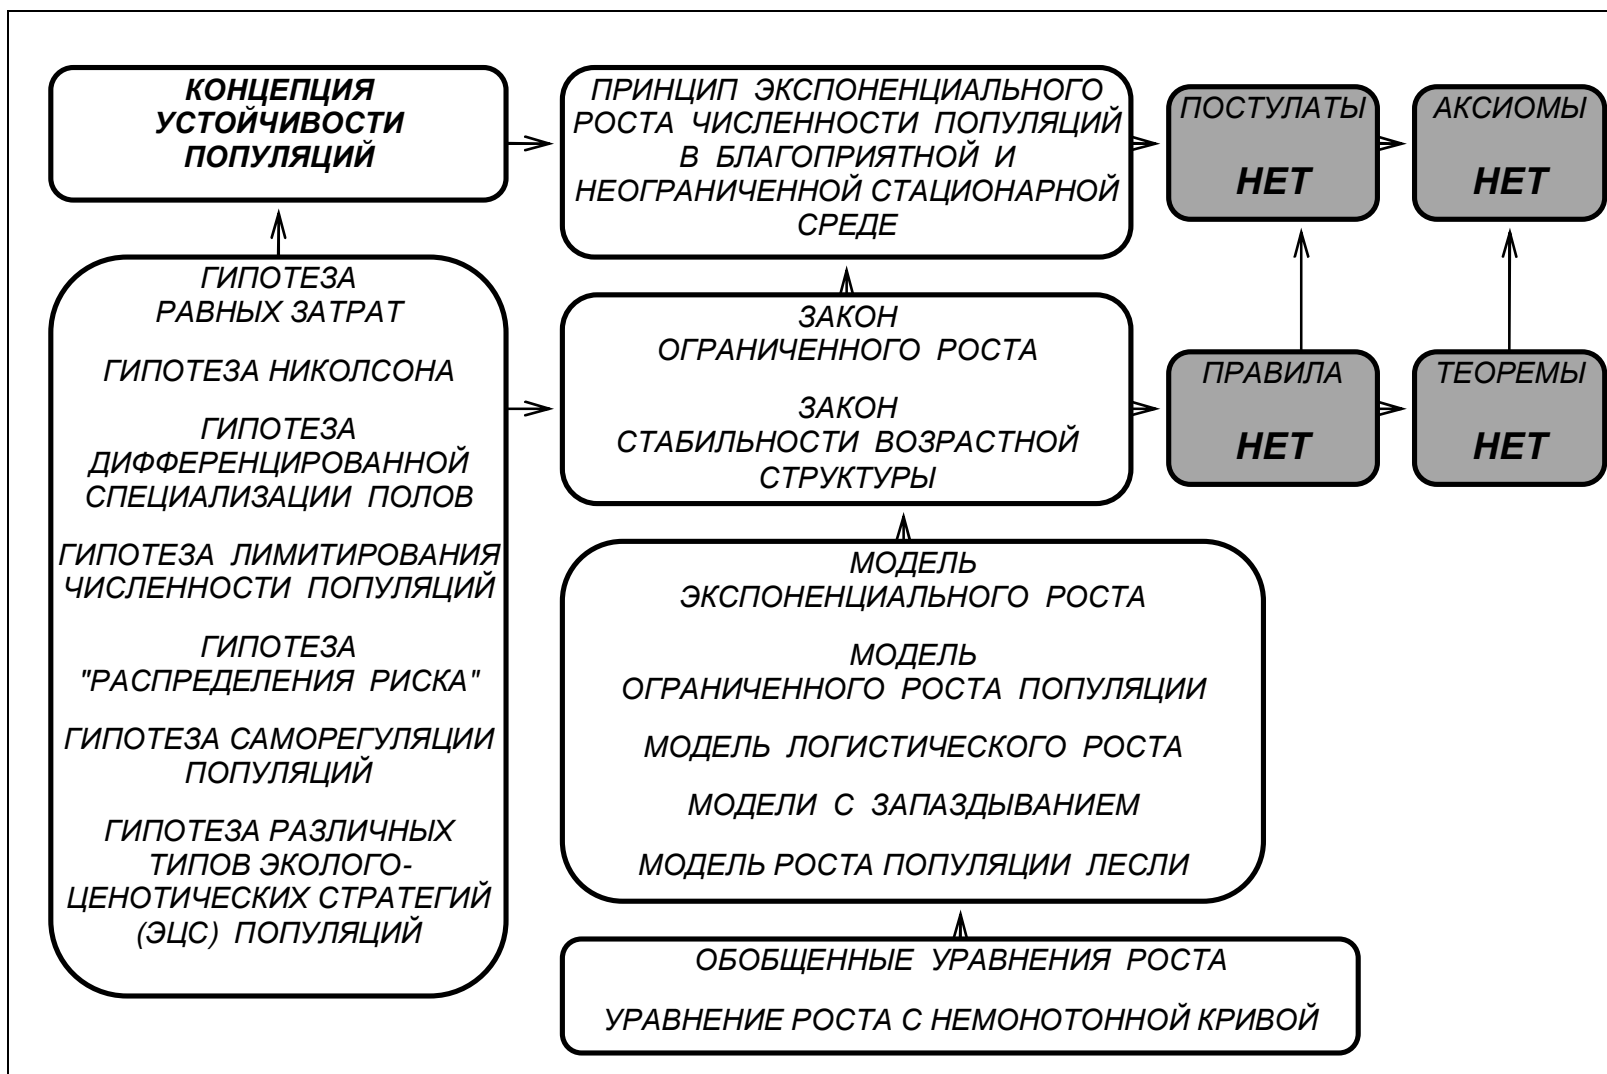 КОНЦЕПЦИЯ
УСТОЙЧИВОСТИ
ПОПУЛЯЦИЙ
ПРИНЦИП ЭКСПОНЕНЦИАЛЬНОГО
РОСТА ЧИСЛЕННОСТИ ПОПУЛЯЦИЙ
В БЛАГОПРИЯТНОЙ И
НЕОГРАНИЧЕННОЙ СТАЦИОНАРНОЙ
СРЕДЕ
ПОСТУЛАТЫ
НЕТ
АКСИОМЫ
НЕТ
ГИПОТЕЗА
РАВНЫХ ЗАТРАТ
ГИПОТЕЗА НИКОЛСОНА
ГИПОТЕЗА
ДИФФЕРЕНЦИРОВАННОЙ
СПЕЦИАЛИЗАЦИИ ПОЛОВ
ГИПОТЕЗА ЛИМИТИРОВАНИЯ
ЧИСЛЕННОСТИ ПОПУЛЯЦИЙ
ГИПОТЕЗА
"РАСПРЕДЕЛЕНИЯ РИСКА"
ГИПОТЕЗА САМОРЕГУЛЯЦИИ
ПОПУЛЯЦИЙ
ГИПОТЕЗА РАЗЛИЧНЫХ
ТИПОВ ЭКОЛОГО-
ЦЕНОТИЧЕСКИХ СТРАТЕГИЙ
(ЭЦС) ПОПУЛЯЦИЙ
ЗАКОН
ОГРАНИЧЕННОГО РОСТА
ЗАКОН
СТАБИЛЬНОСТИ ВОЗРАСТНОЙ
СТРУКТУРЫ
ПРАВИЛА
НЕТ
ТЕОРЕМЫ
НЕТ
МОДЕЛЬ
ЭКСПОНЕНЦИАЛЬНОГО РОСТА
МОДЕЛЬ
ОГРАНИЧЕННОГО РОСТА ПОПУЛЯЦИИ
МОДЕЛЬ ЛОГИСТИЧЕСКОГО РОСТА
МОДЕЛИ С ЗАПАЗДЫВАНИЕМ
МОДЕЛЬ РОСТА ПОПУЛЯЦИИ ЛЕСЛИ
ОБОБЩЕННЫЕ УРАВНЕНИЯ РОСТА
УРАВНЕНИЕ РОСТА С НЕМОНОТОННОЙ КРИВОЙ